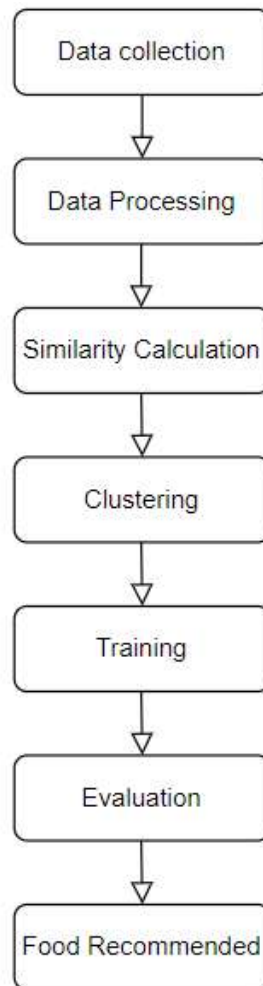 Data collection
Data Processing
Similarity Calculation
Clustering
Training
Evaluation
Food Recommended